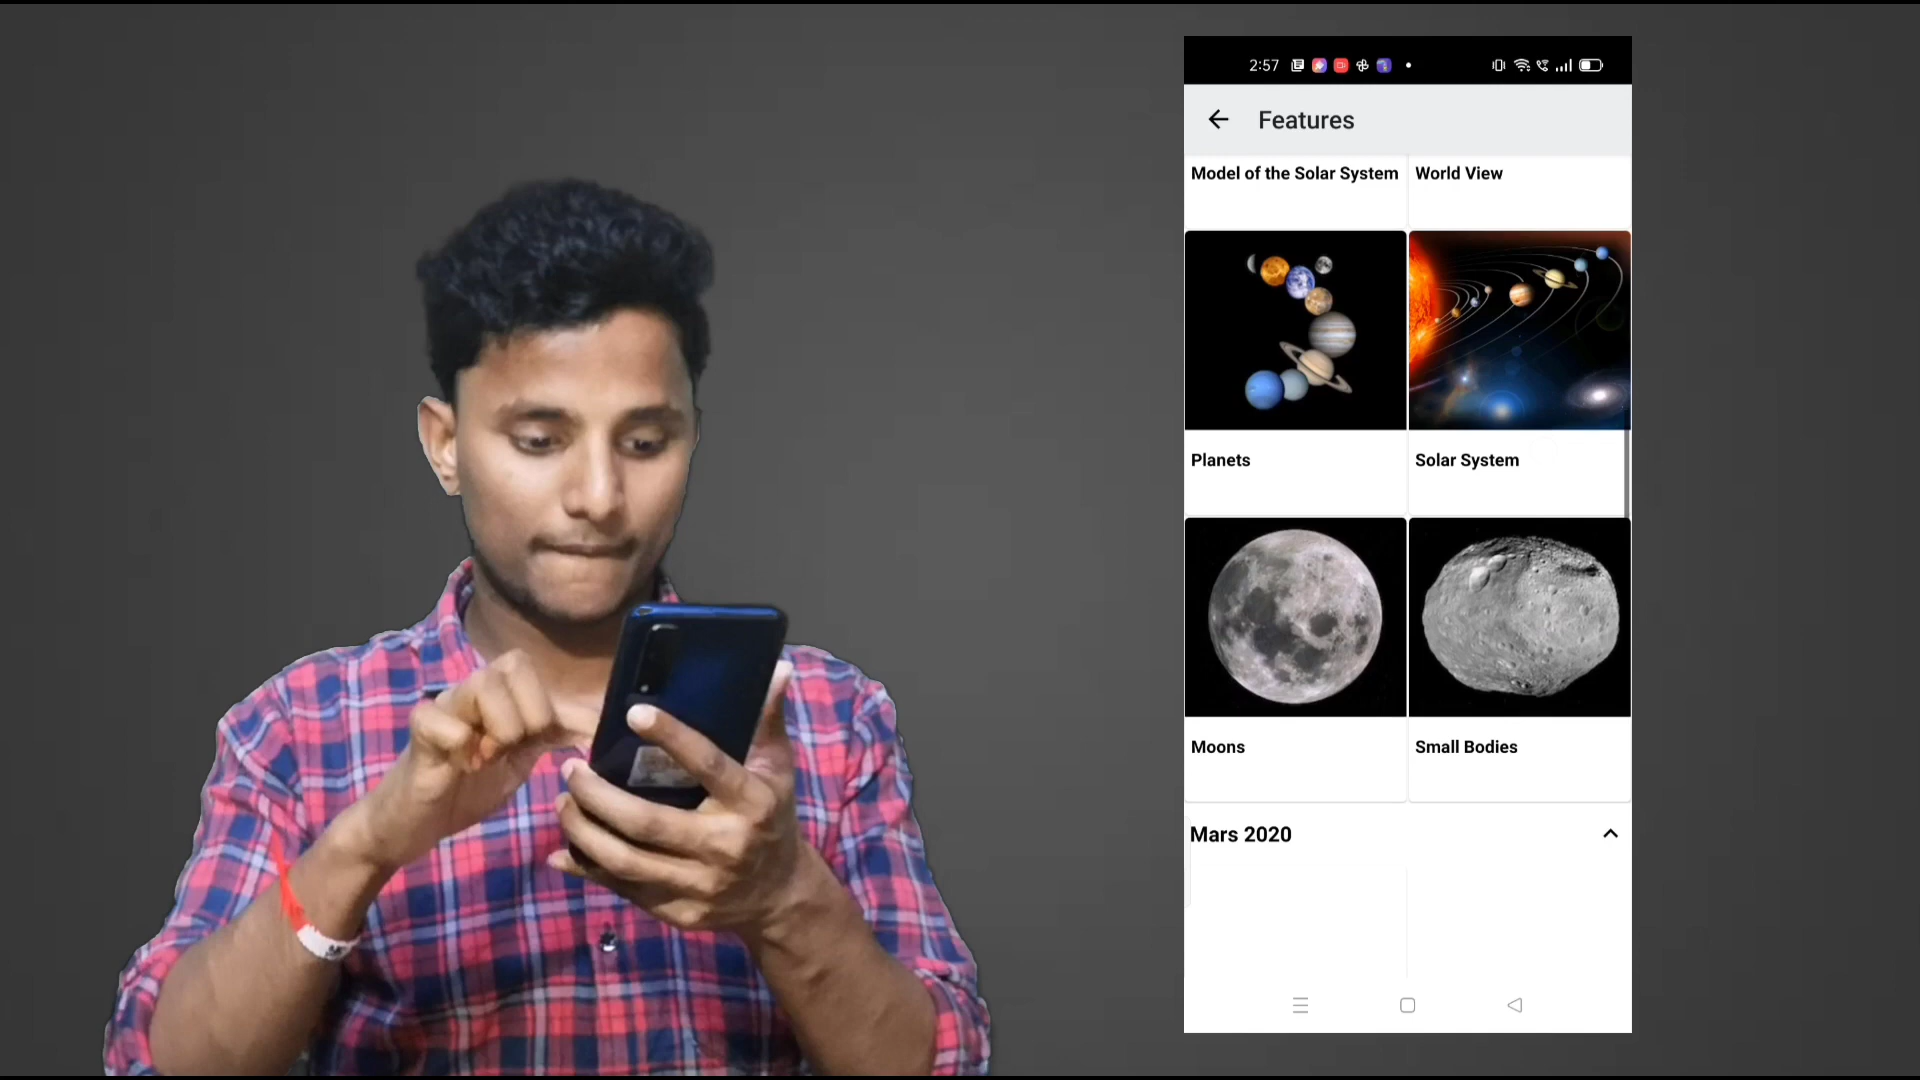 2:57
Features
Model of the Solar System
World View
Planets
Solar System
Moons
Small Bodies
Mars 2020